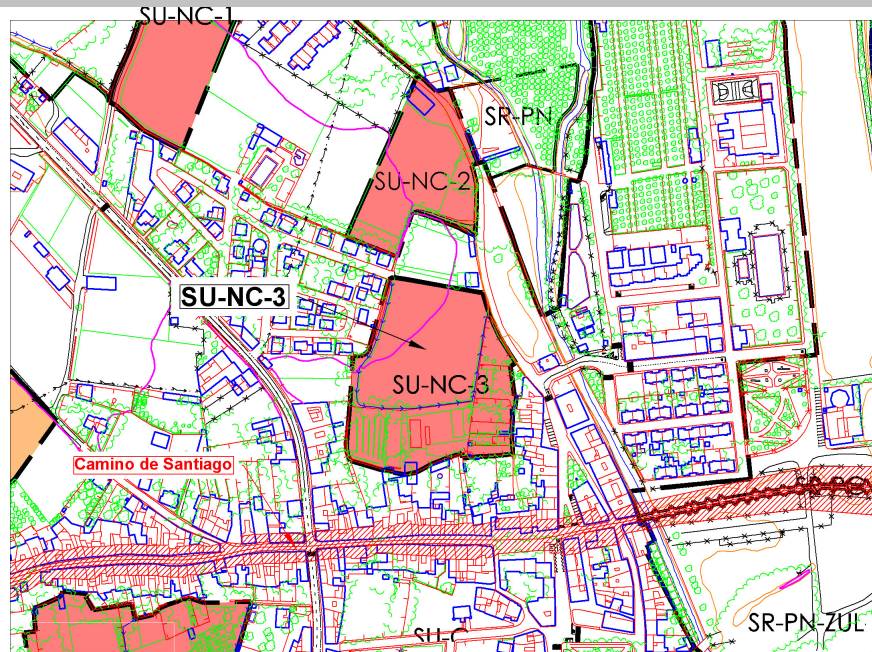 SU-NC-1
SR-PN
SU-NC-2
SU-NC-3
SU-NC-3
Camino de Santiago
SU-C
SR-PN-ZUL